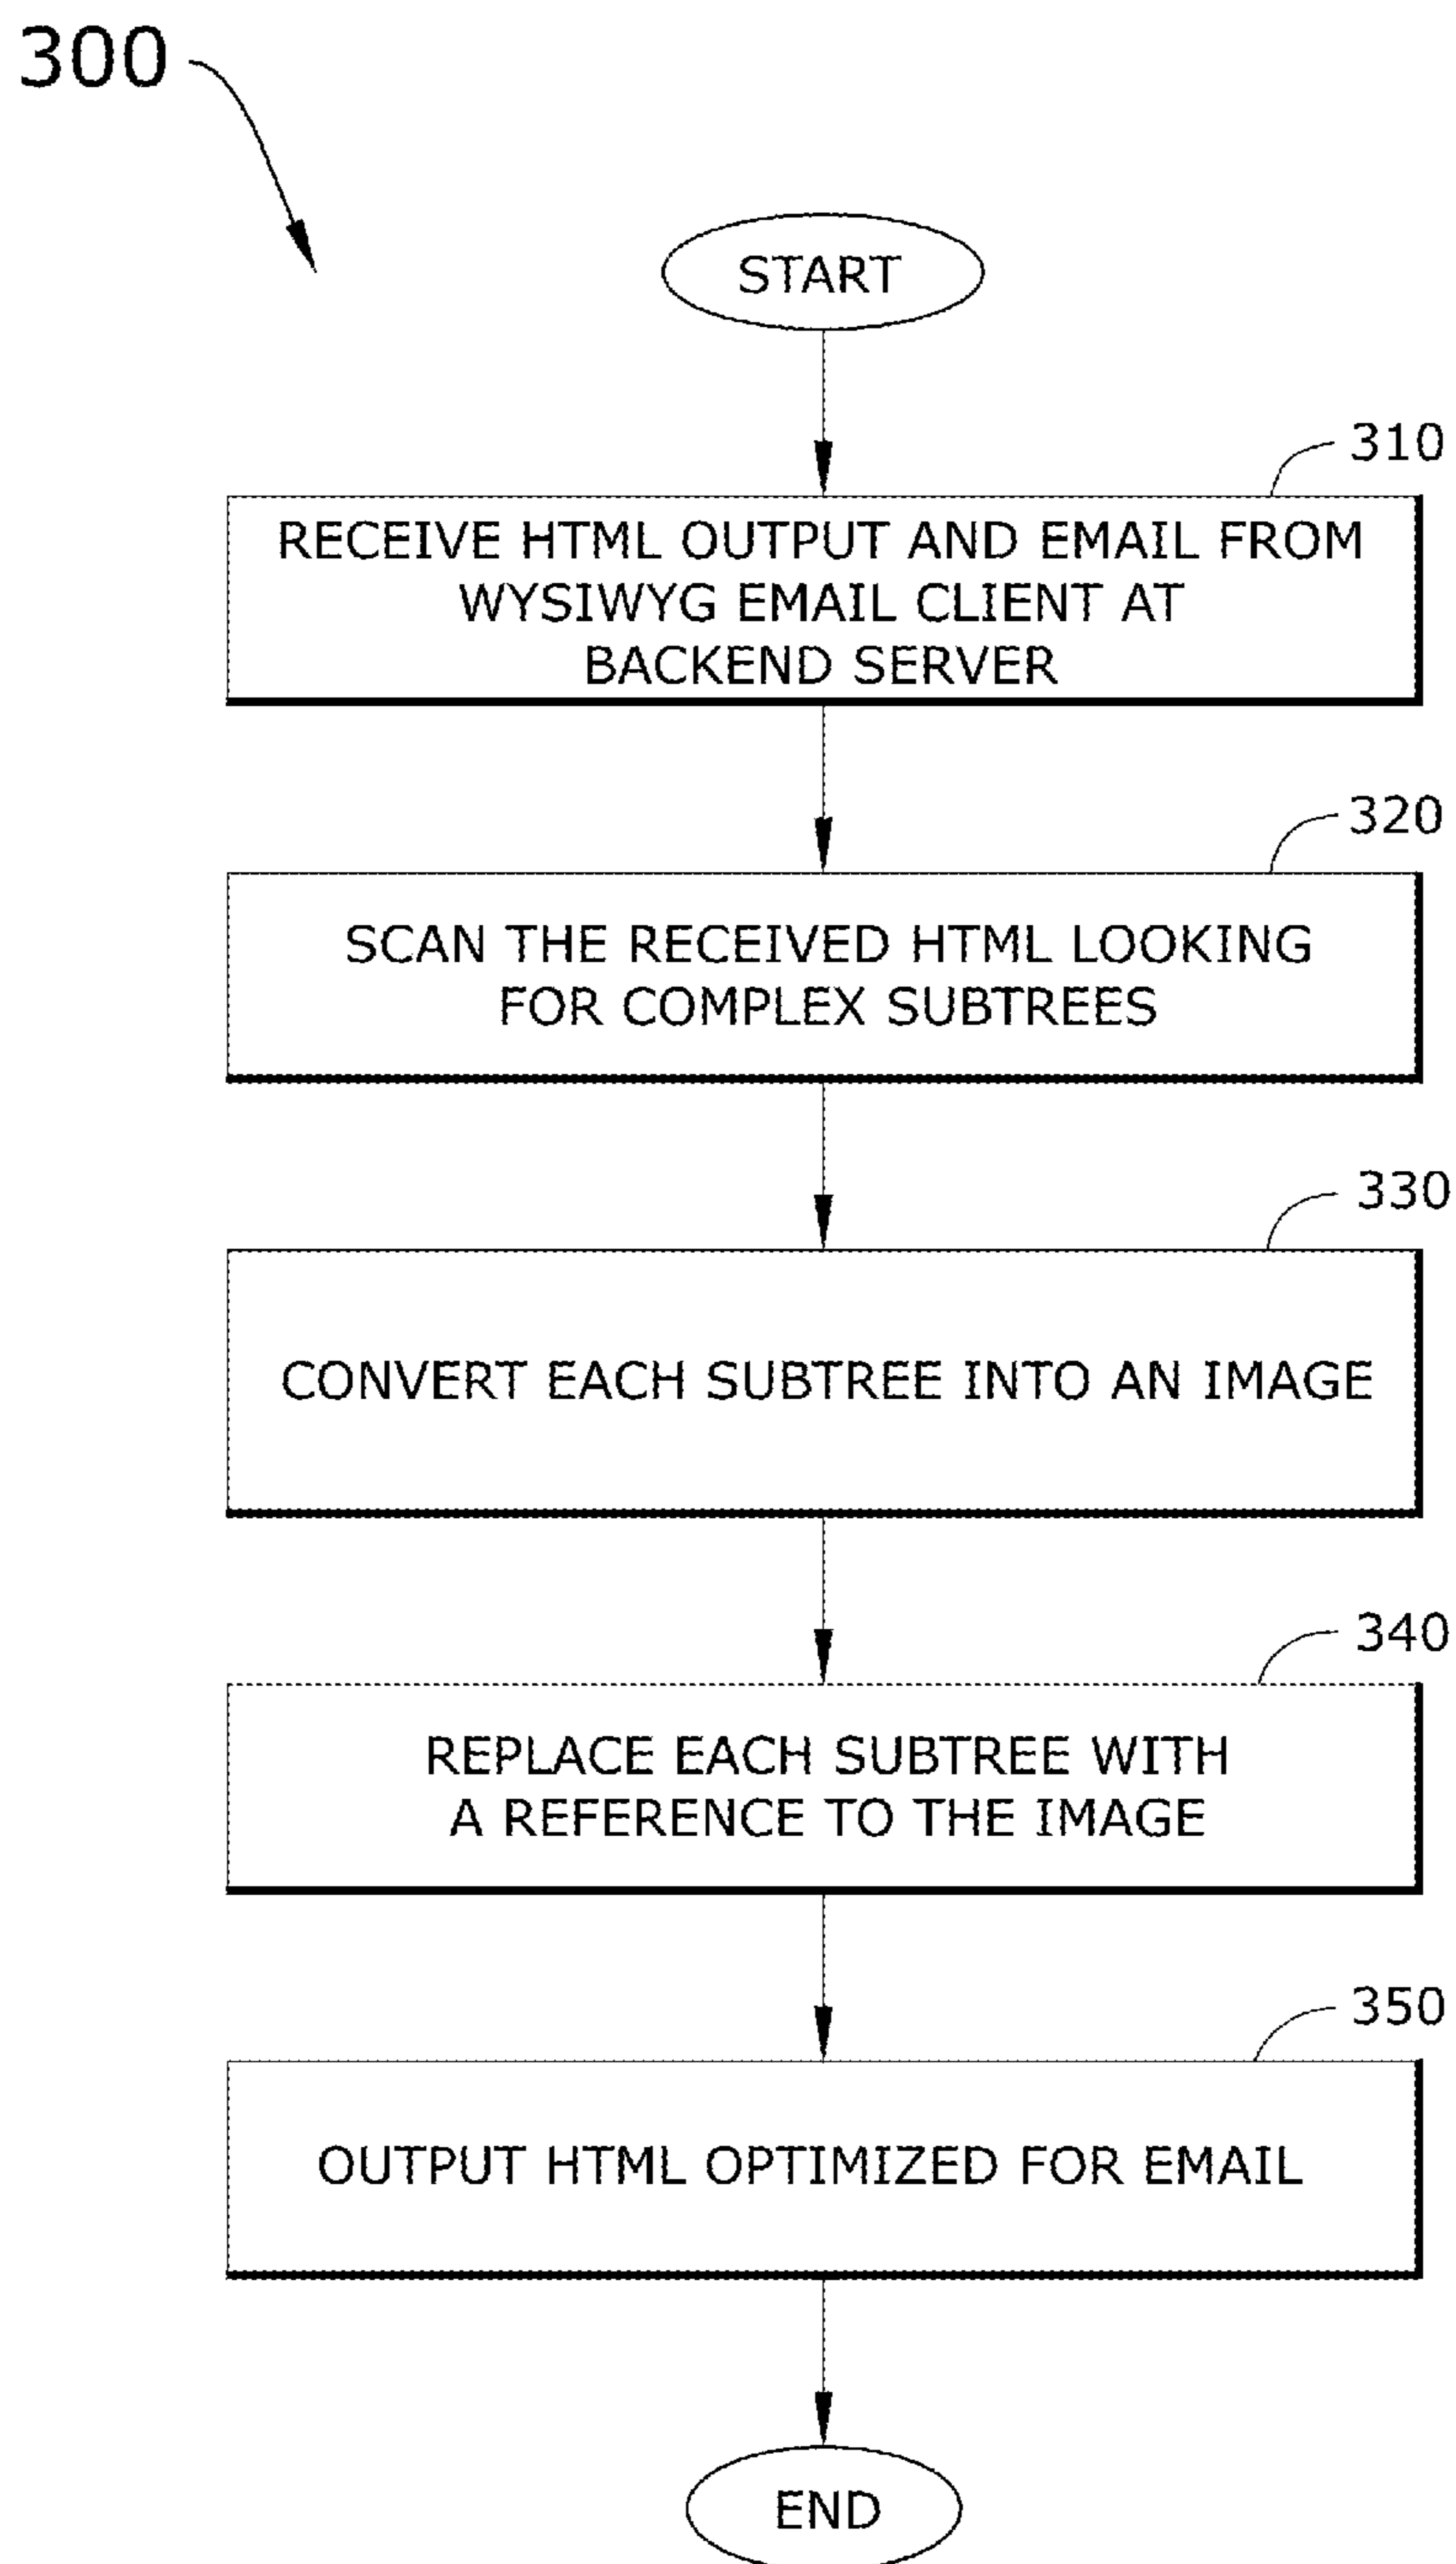 300
START
310
RECEIVE HTML OUTPUT AND EMAIL FROM
WYSIWYG EMAIL CLIENT AT
BACKEND SERVER
320
SCAN THE RECEIVED HTML LOOKING
FOR COMPLEX SUBTREES
330
CONVERT EACH SUBTREE INTO AN IMAGE
340
REPLACE EACH SUBTREE WITH
A REFERENCE TO THE IMAGE
350
OUTPUT HTML OPTIMIZED FOR EMAIL
END